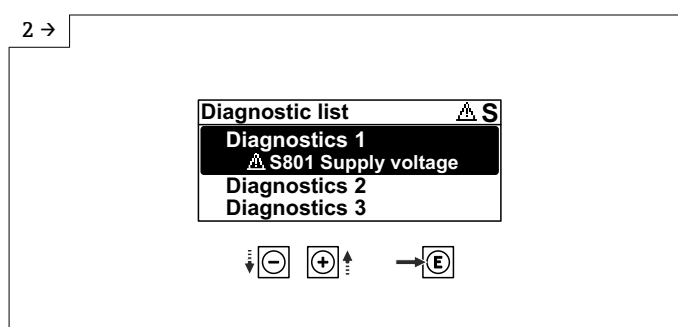 2 →
Diagnostic list ⚠ S
Diagnostics 1
⚠ S801 Supply voltage
Diagnostics 2
Diagnostics 3
− + E